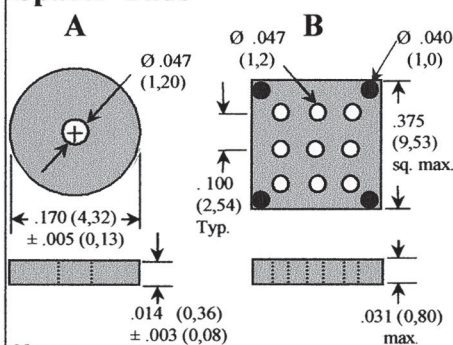 A
B
Ø .047
(1,20)
Ø .047
(1,2)
Ø .040
(1,0)
.375
(9,53)
sq. max.
.100
(2,54)
Typ.
.170 (4,32)
± .005 (0,13)
.014 (0,36)
± .003 (0,08)
.031 (0,80)
max.